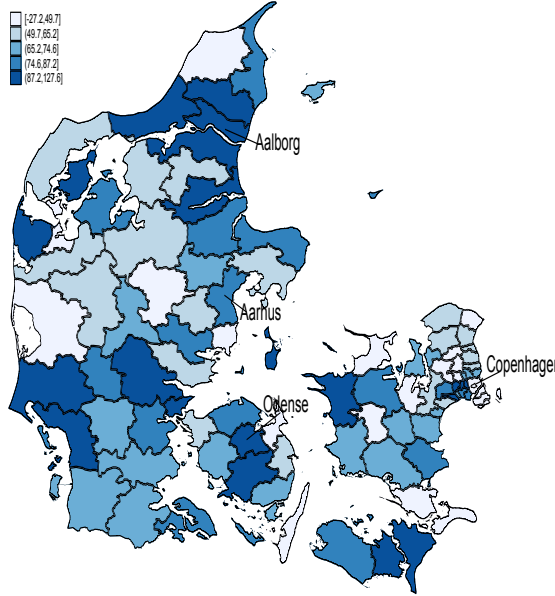 [-27.2,49.7]
(49.7,65.2]
(65.2,74.6]
(74.6,87.2]
(87.2,127.6]
Aalborg
Aarhus
Copenhagen
Odense